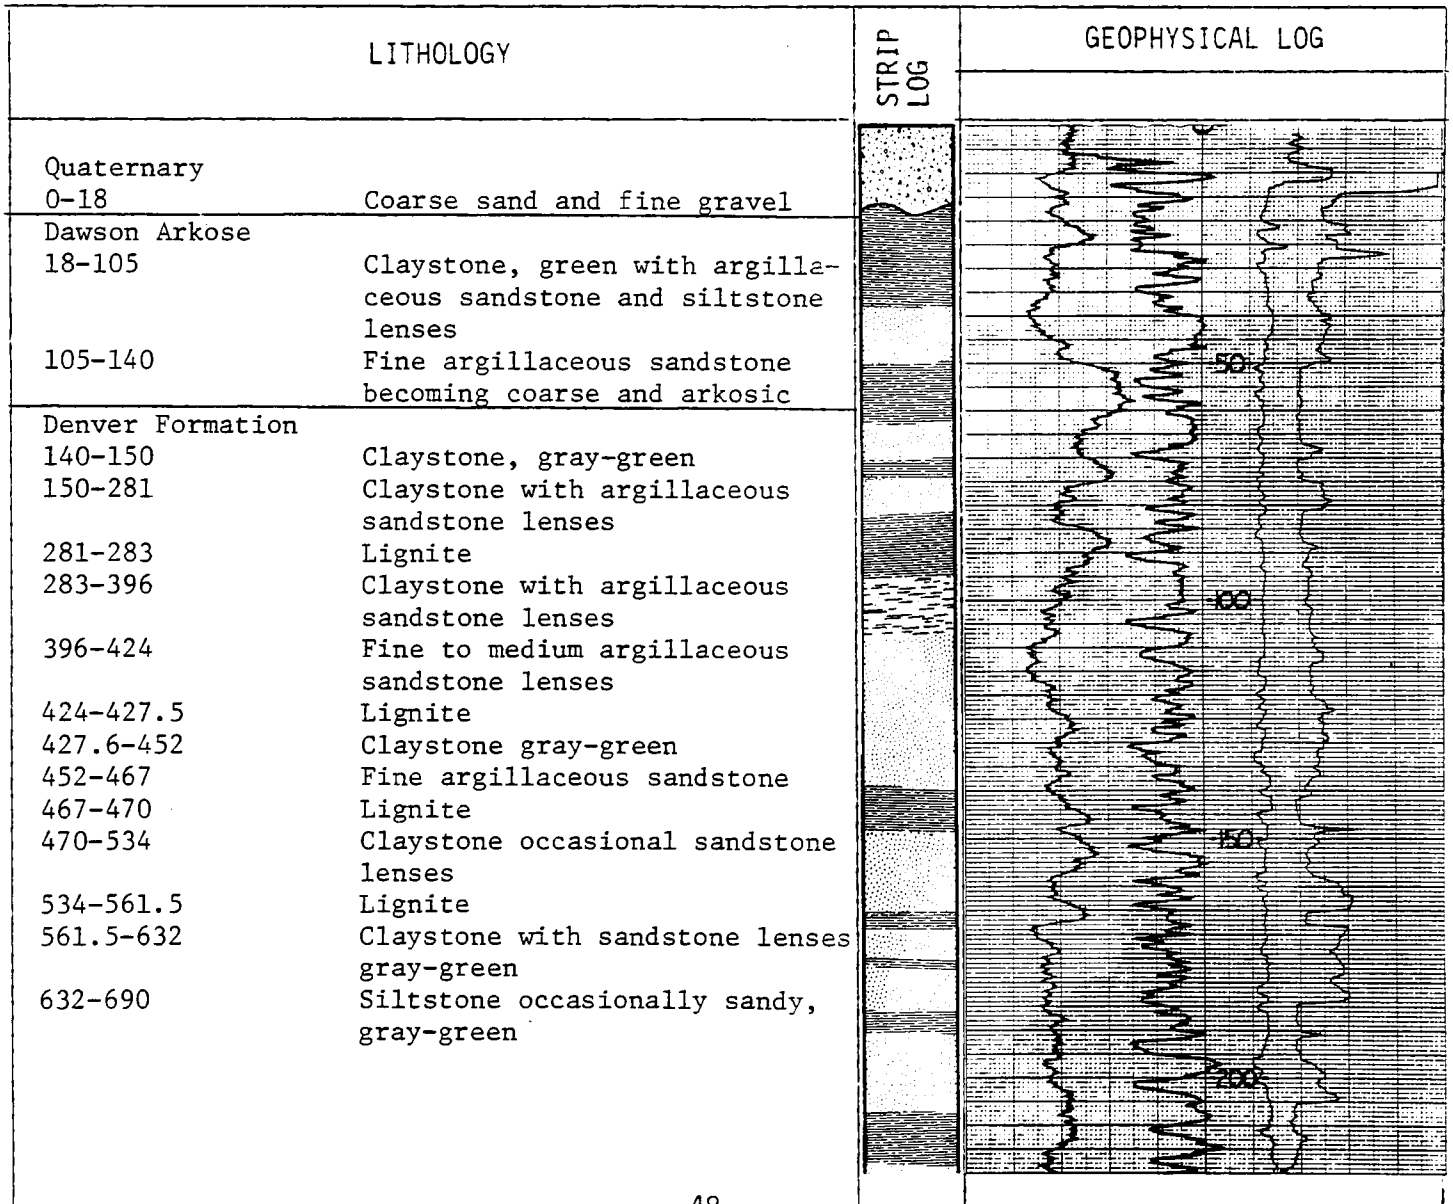 LITHOLOGY
STRIP LOG
GEOPHYSICAL LOG
Quaternary
0-18 Coarse sand and fine gravel
Dawson Arkose
18-105 Claystone, green with argilla-
ceous sandstone and siltstone
lenses
105-140 Fine argillaceous sandstone
becoming coarse and arkosic
Denver Formation
140-150 Claystone, gray-green
150-281 Claystone with argillaceous
sandstone lenses
281-283 Lignite
283-396 Claystone with argillaceous
sandstone lenses
396-424 Fine to medium argillaceous
sandstone lenses
424-427.5 Lignite
427.6-452 Claystone gray-green
452-467 Fine argillaceous sandstone
467-470 Lignite
470-534 Claystone occasional sandstone
lenses
534-561.5 Lignite
561.5-632 Claystone with sandstone lenses
gray-green
632-690 Siltstone occasionally sandy,
gray-green
50
100
150
200
48